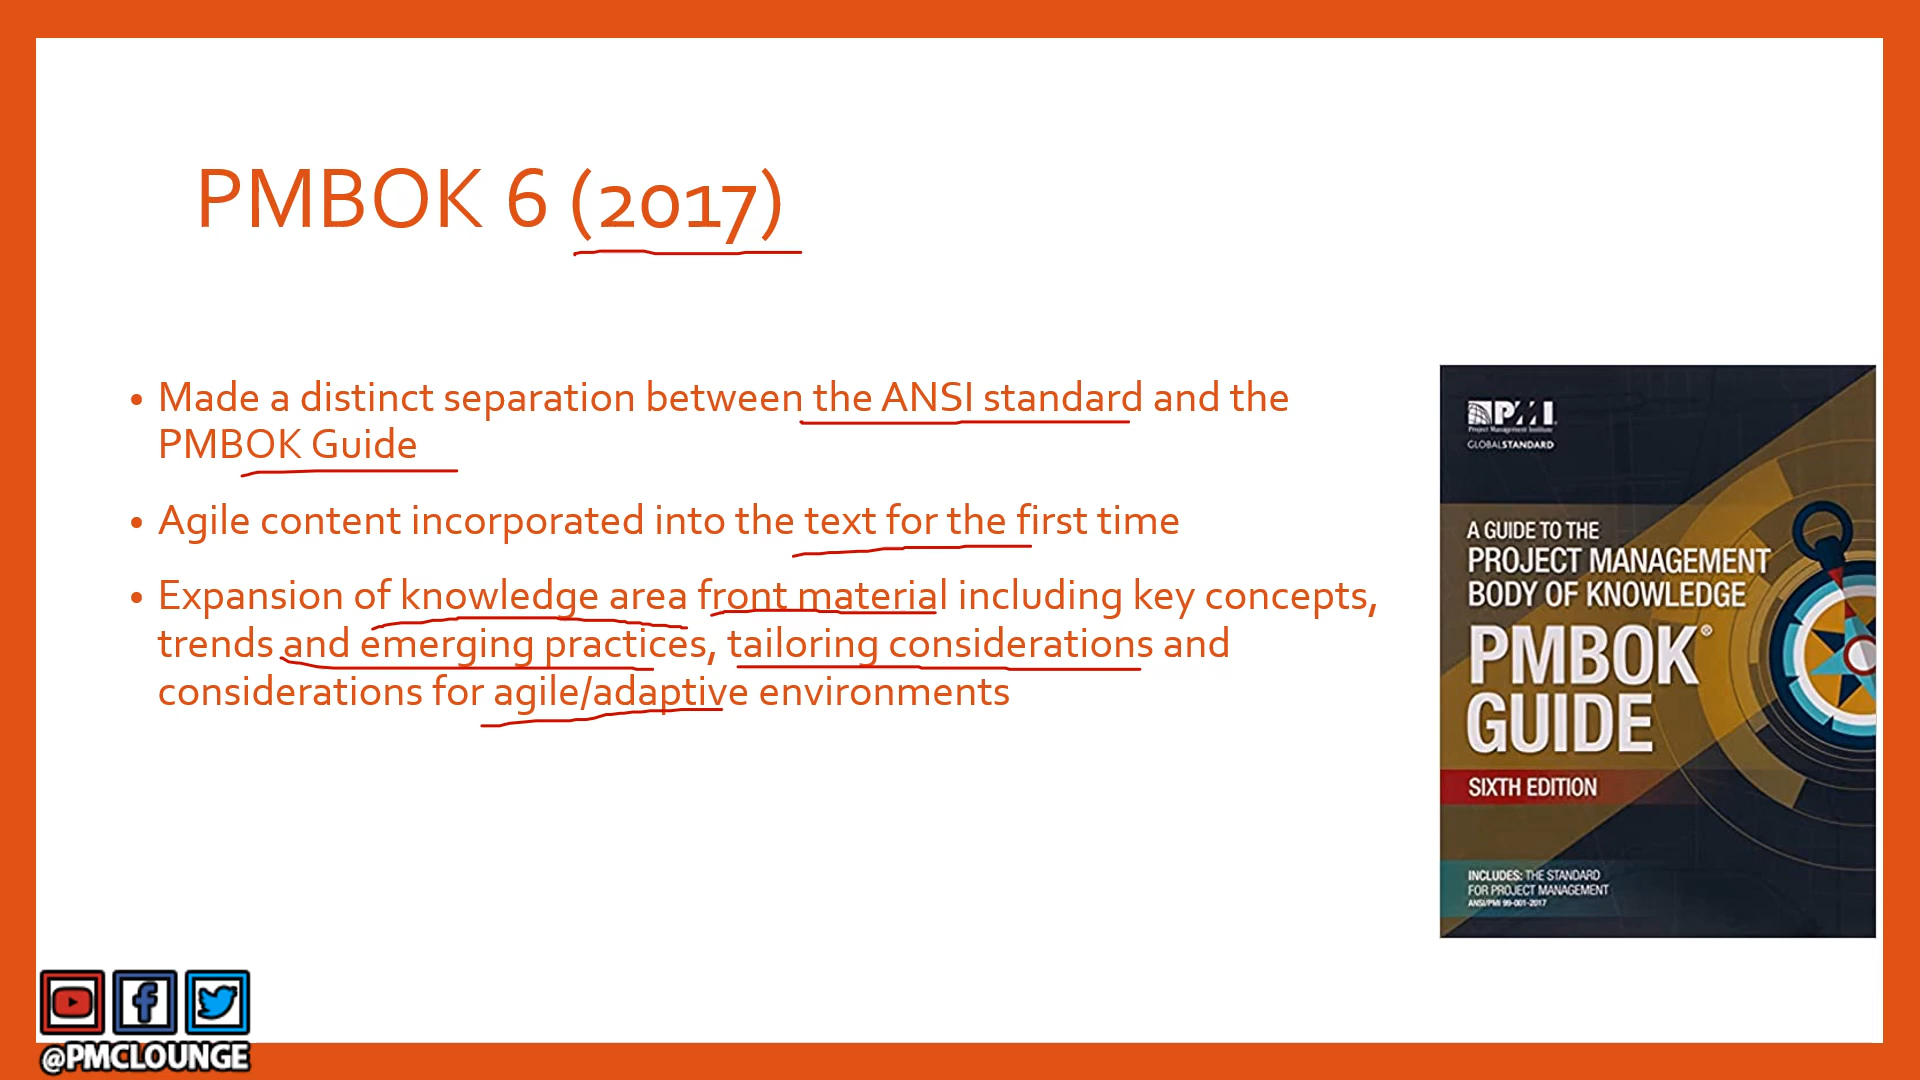 PMBOK 6 (2017)
• Made a distinct separation between the ANSI standard and the
PMBOK Guide
• Agile content incorporated into the text for the first time
• Expansion of knowledge area front material including key concepts,
trends and emerging practices, tailoring considerations and
considerations for agile/adaptive environments
PMI
Project Management Institute
GLOBALSTANDARD
A GUIDE TO THE
PROJECT MANAGEMENT
BODY OF KNOWLEDGE
PMBOK®
GUIDE
SIXTH EDITION
INCLUDES: THE STANDARD
FOR PROJECT MANAGEMENT
ANSI/PMI 99-001-2017
@PMCLOUNGE